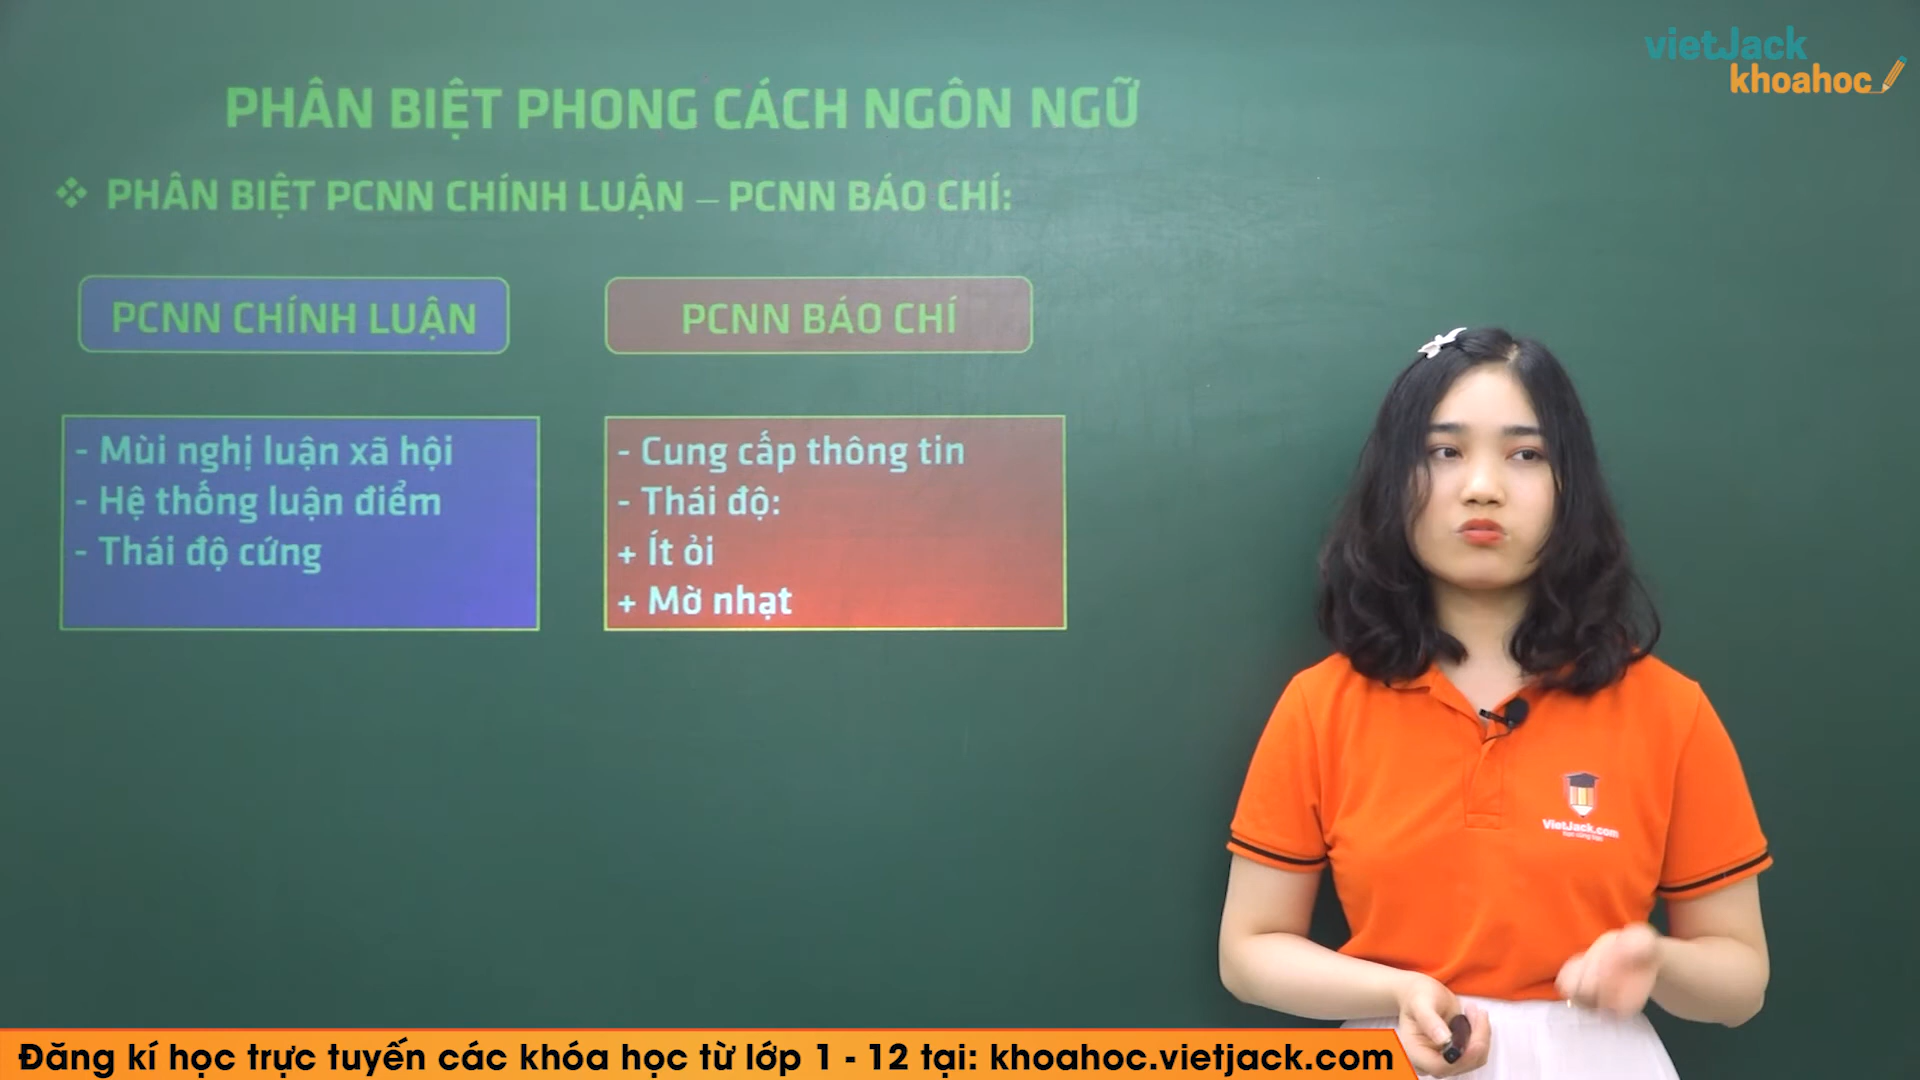 vietJack
khoahoc
PHÂN BIỆT PHONG CÁCH NGÔN NGỮ
❖ PHÂN BIỆT PCNN CHÍNH LUẬN – PCNN BÁO CHÍ:
PCNN CHÍNH LUẬN
PCNN BÁO CHÍ
- Mùi nghị luận xã hội
- Hệ thống luận điểm
- Thái độ cứng
- Cung cấp thông tin
- Thái độ:
+ Ít ỏi
+ Mờ nhạt
VietJack.com
Đăng kí học trực tuyến các khóa học từ lớp 1 - 12 tại: khoahoc.vietjack.com